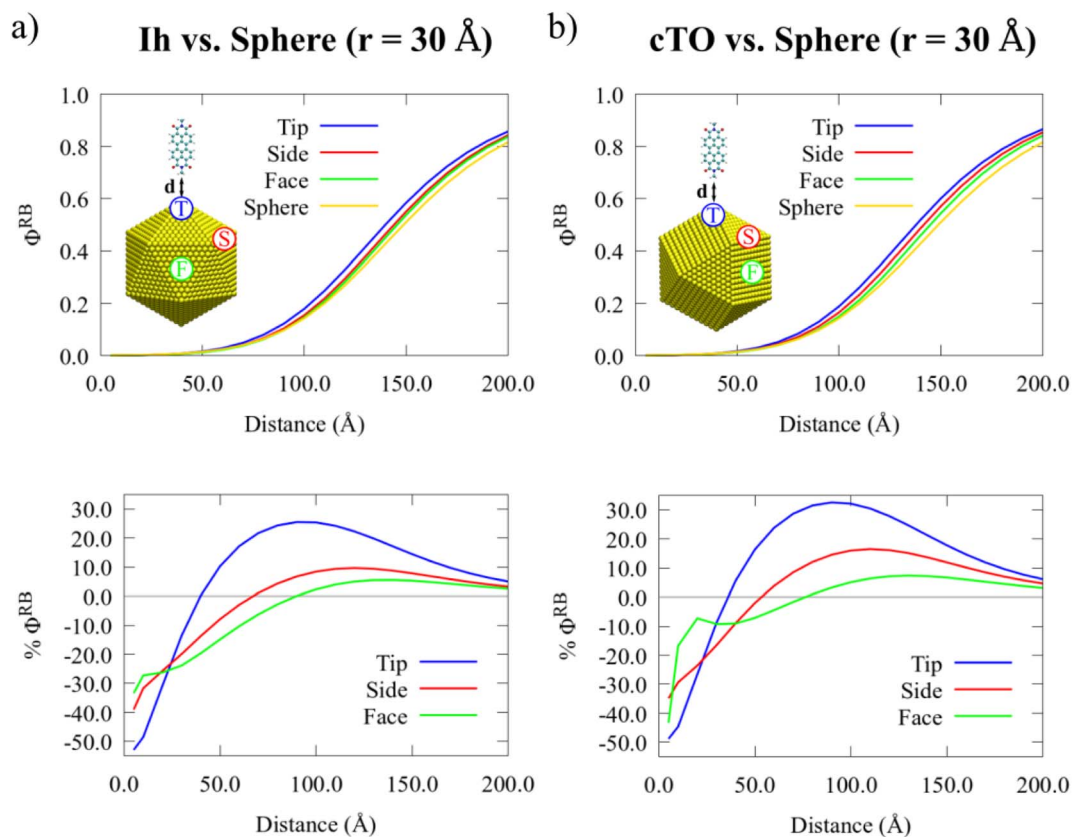 a) Ih vs. Sphere (r = 30 Å)
1.0
0.8
0.6
0.4
0.2
0.0
Φ^RB
Tip
Side
Face
Sphere
d
T
S
F
0.0 50.0 100.0 150.0 200.0
Distance (Å)
30.0
20.0
10.0
0.0
-10.0
-20.0
-30.0
-40.0
-50.0
% Φ^RB
Tip
Side
Face
0.0 50.0 100.0 150.0 200.0
Distance (Å)
b) cTO vs. Sphere (r = 30 Å)
1.0
0.8
0.6
0.4
0.2
0.0
Φ^RB
Tip
Side
Face
Sphere
d
T
S
F
0.0 50.0 100.0 150.0 200.0
Distance (Å)
30.0
20.0
10.0
0.0
-10.0
-20.0
-30.0
-40.0
-50.0
% Φ^RB
Tip
Side
Face
0.0 50.0 100.0 150.0 200.0
Distance (Å)